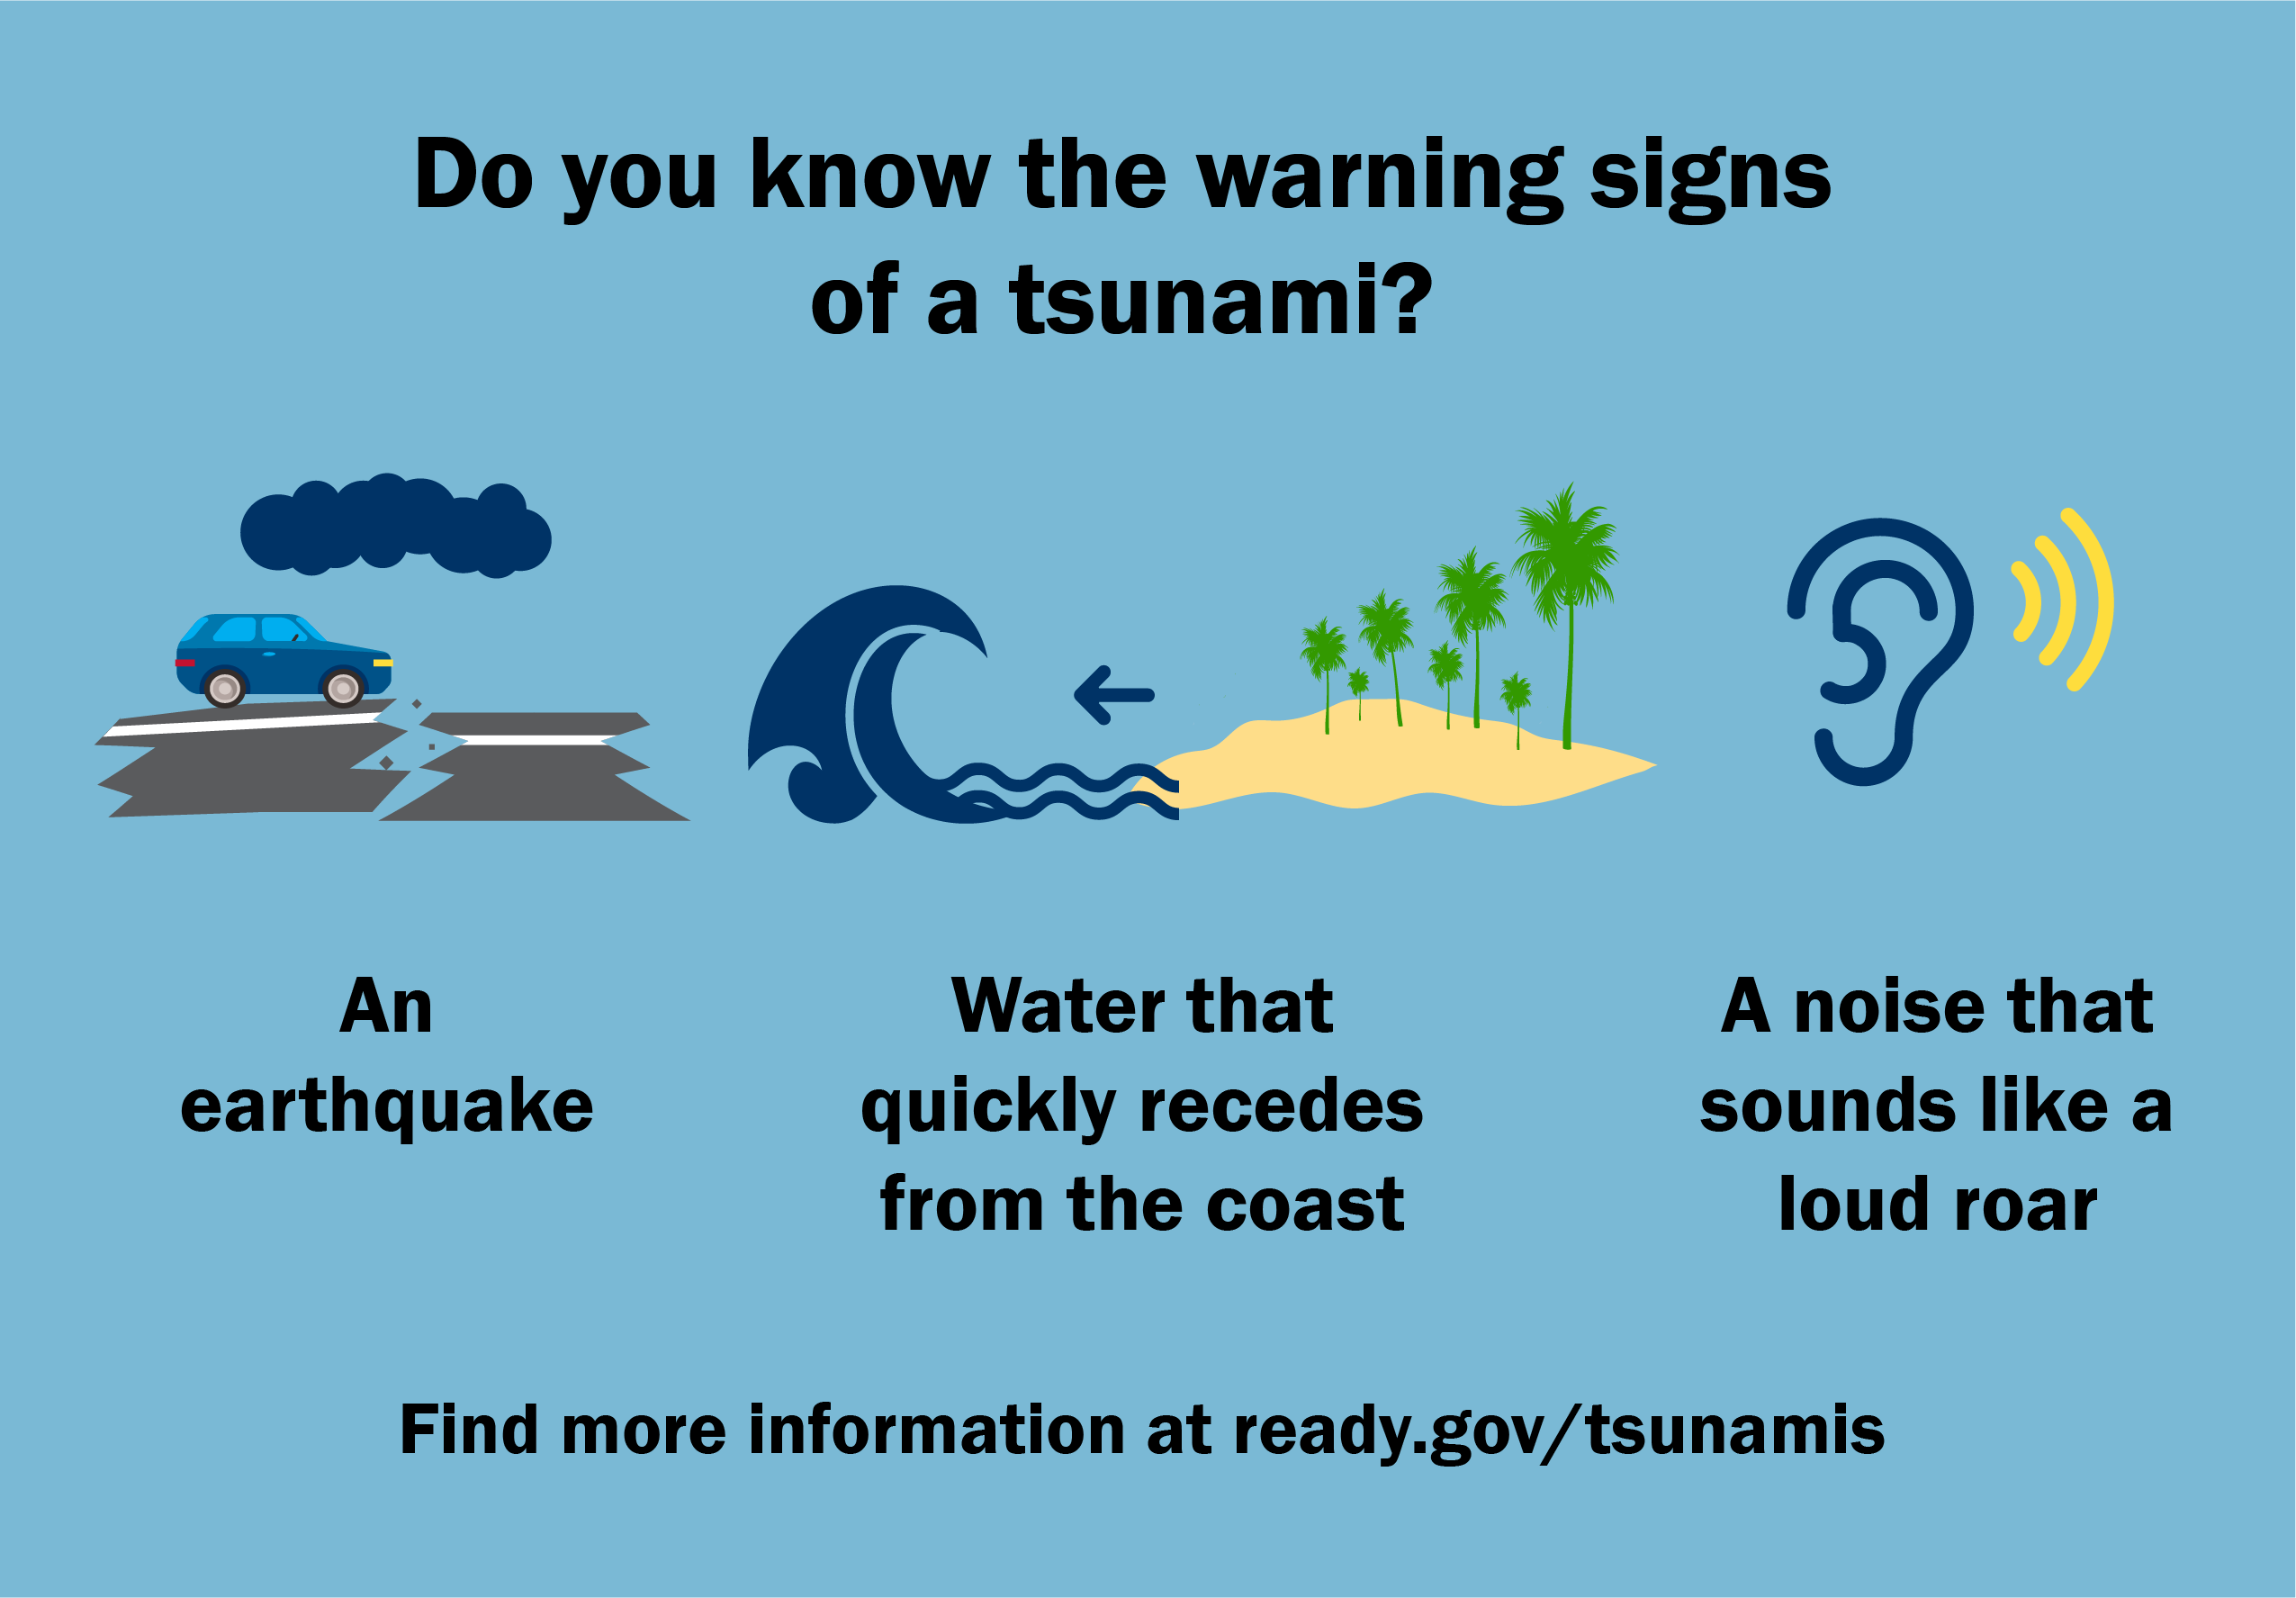 Do you know the warning signs
of a tsunami?
An
earthquake
Water that
quickly recedes
from the coast
A noise that
sounds like a
loud roar
Find more information at ready.gov/tsunamis